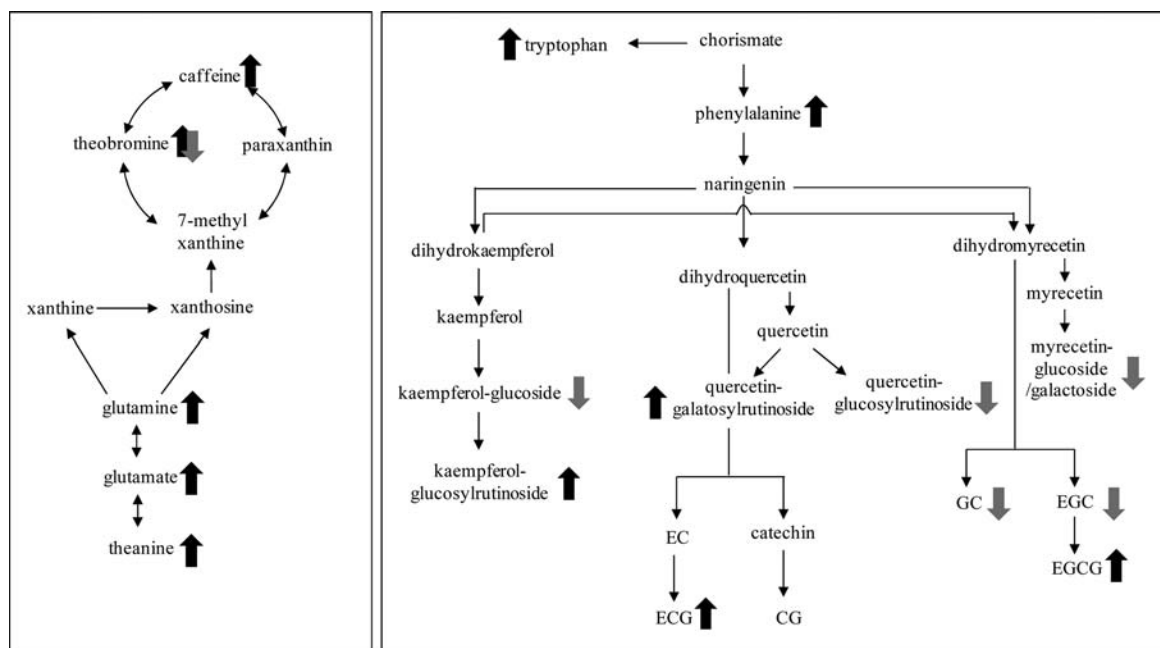 caffeine
theobromine
paraxanthin
7-methyl
xanthine
xanthine
xanthosine
glutamine
glutamate
theanine
tryptophan
chorismate
phenylalanine
naringenin
dihydrokaempferol
dihydroquercetin
dihydromyrecetin
kaempferol
quercetin
myrecetin
kaempferol-glucoside
quercetin-
galatosylrutinoside
quercetin-
glucosylrutinoside
myrecetin-
glucoside
/galactoside
kaempferol-
glucosylrutinoside
GC
EGC
EC
catechin
EGCG
ECG
CG